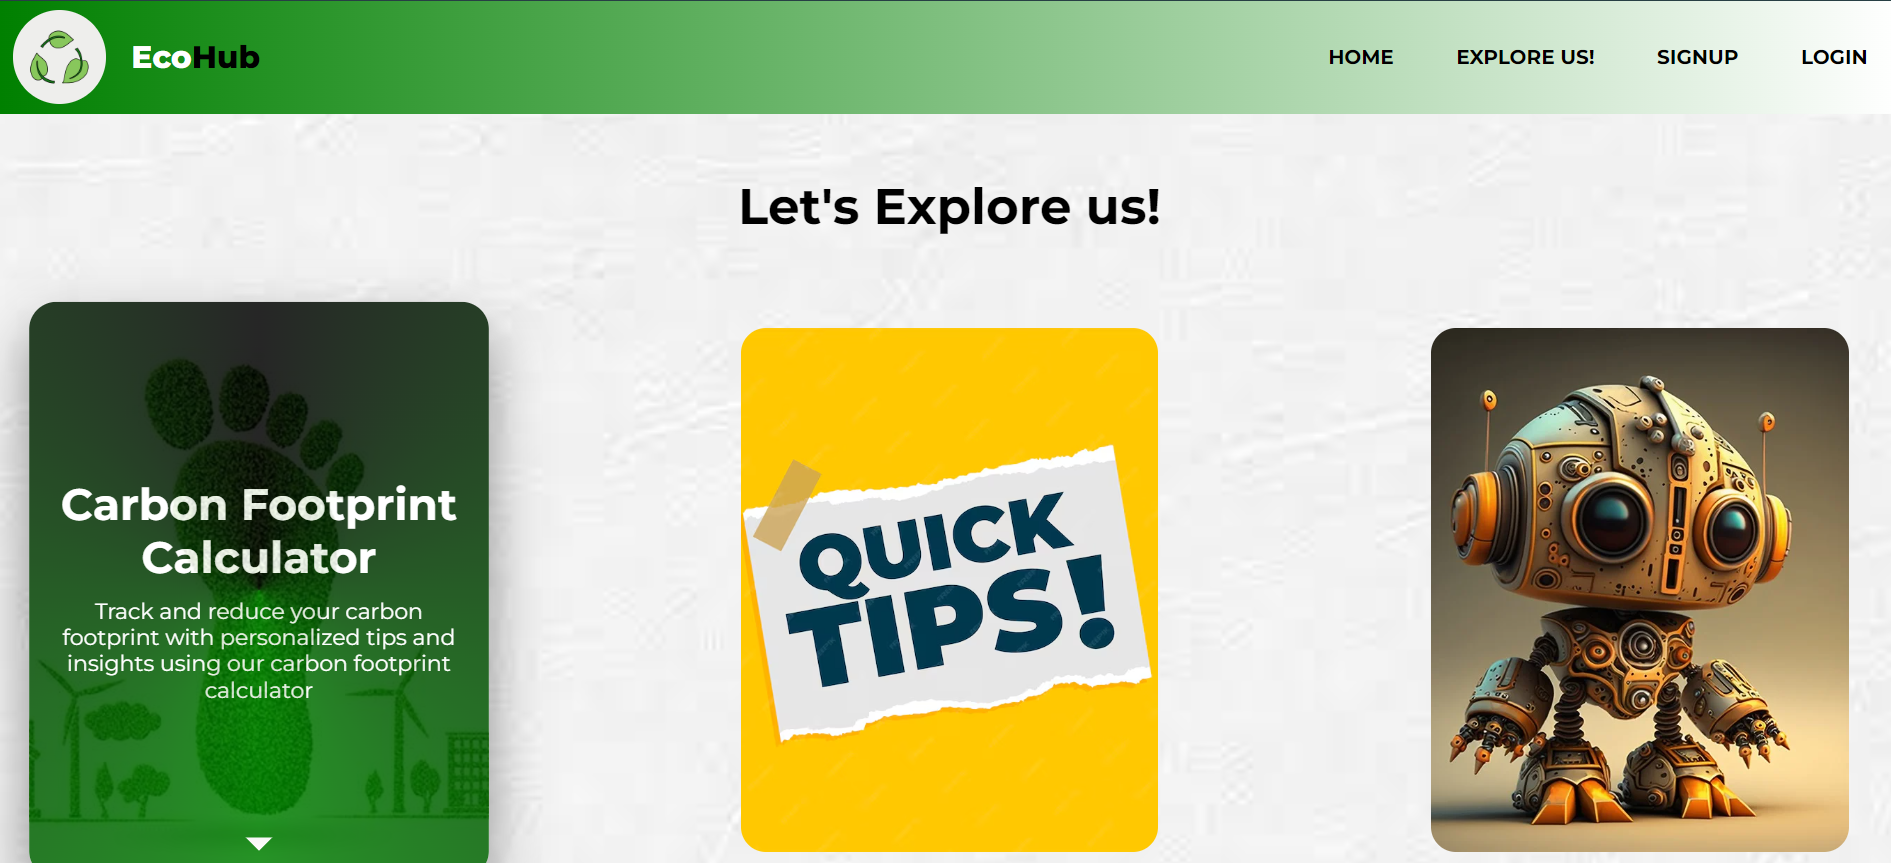 EcoHub
HOME
EXPLORE US!
SIGNUP
LOGIN
Let's Explore us!
Carbon Footprint
Calculator
Track and reduce your carbon
footprint with personalized tips and
insights using our carbon footprint
calculator
QUICK
TIPS!